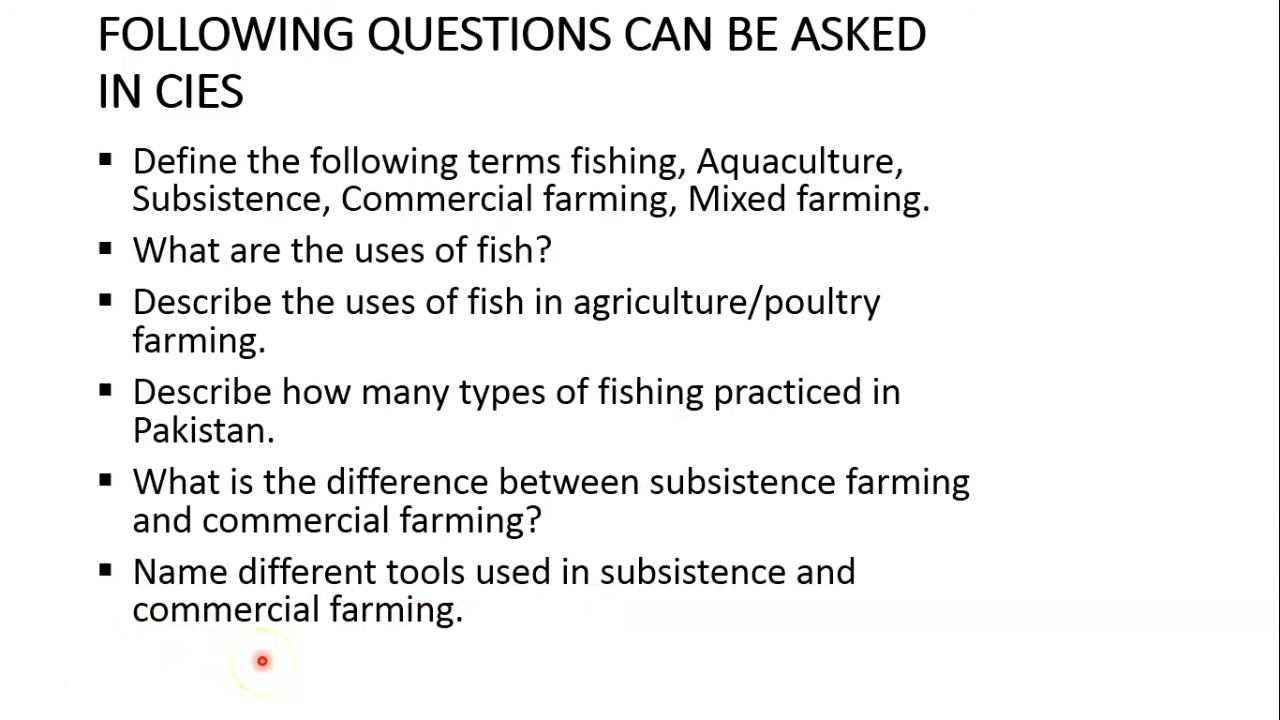 FOLLOWING QUESTIONS CAN BE ASKED
IN CIES
▪ Define the following terms fishing, Aquaculture,
Subsistence, Commercial farming, Mixed farming.
▪ What are the uses of fish?
▪ Describe the uses of fish in agriculture/poultry
farming.
▪ Describe how many types of fishing practiced in
Pakistan.
▪ What is the difference between subsistence farming
and commercial farming?
▪ Name different tools used in subsistence and
commercial farming.